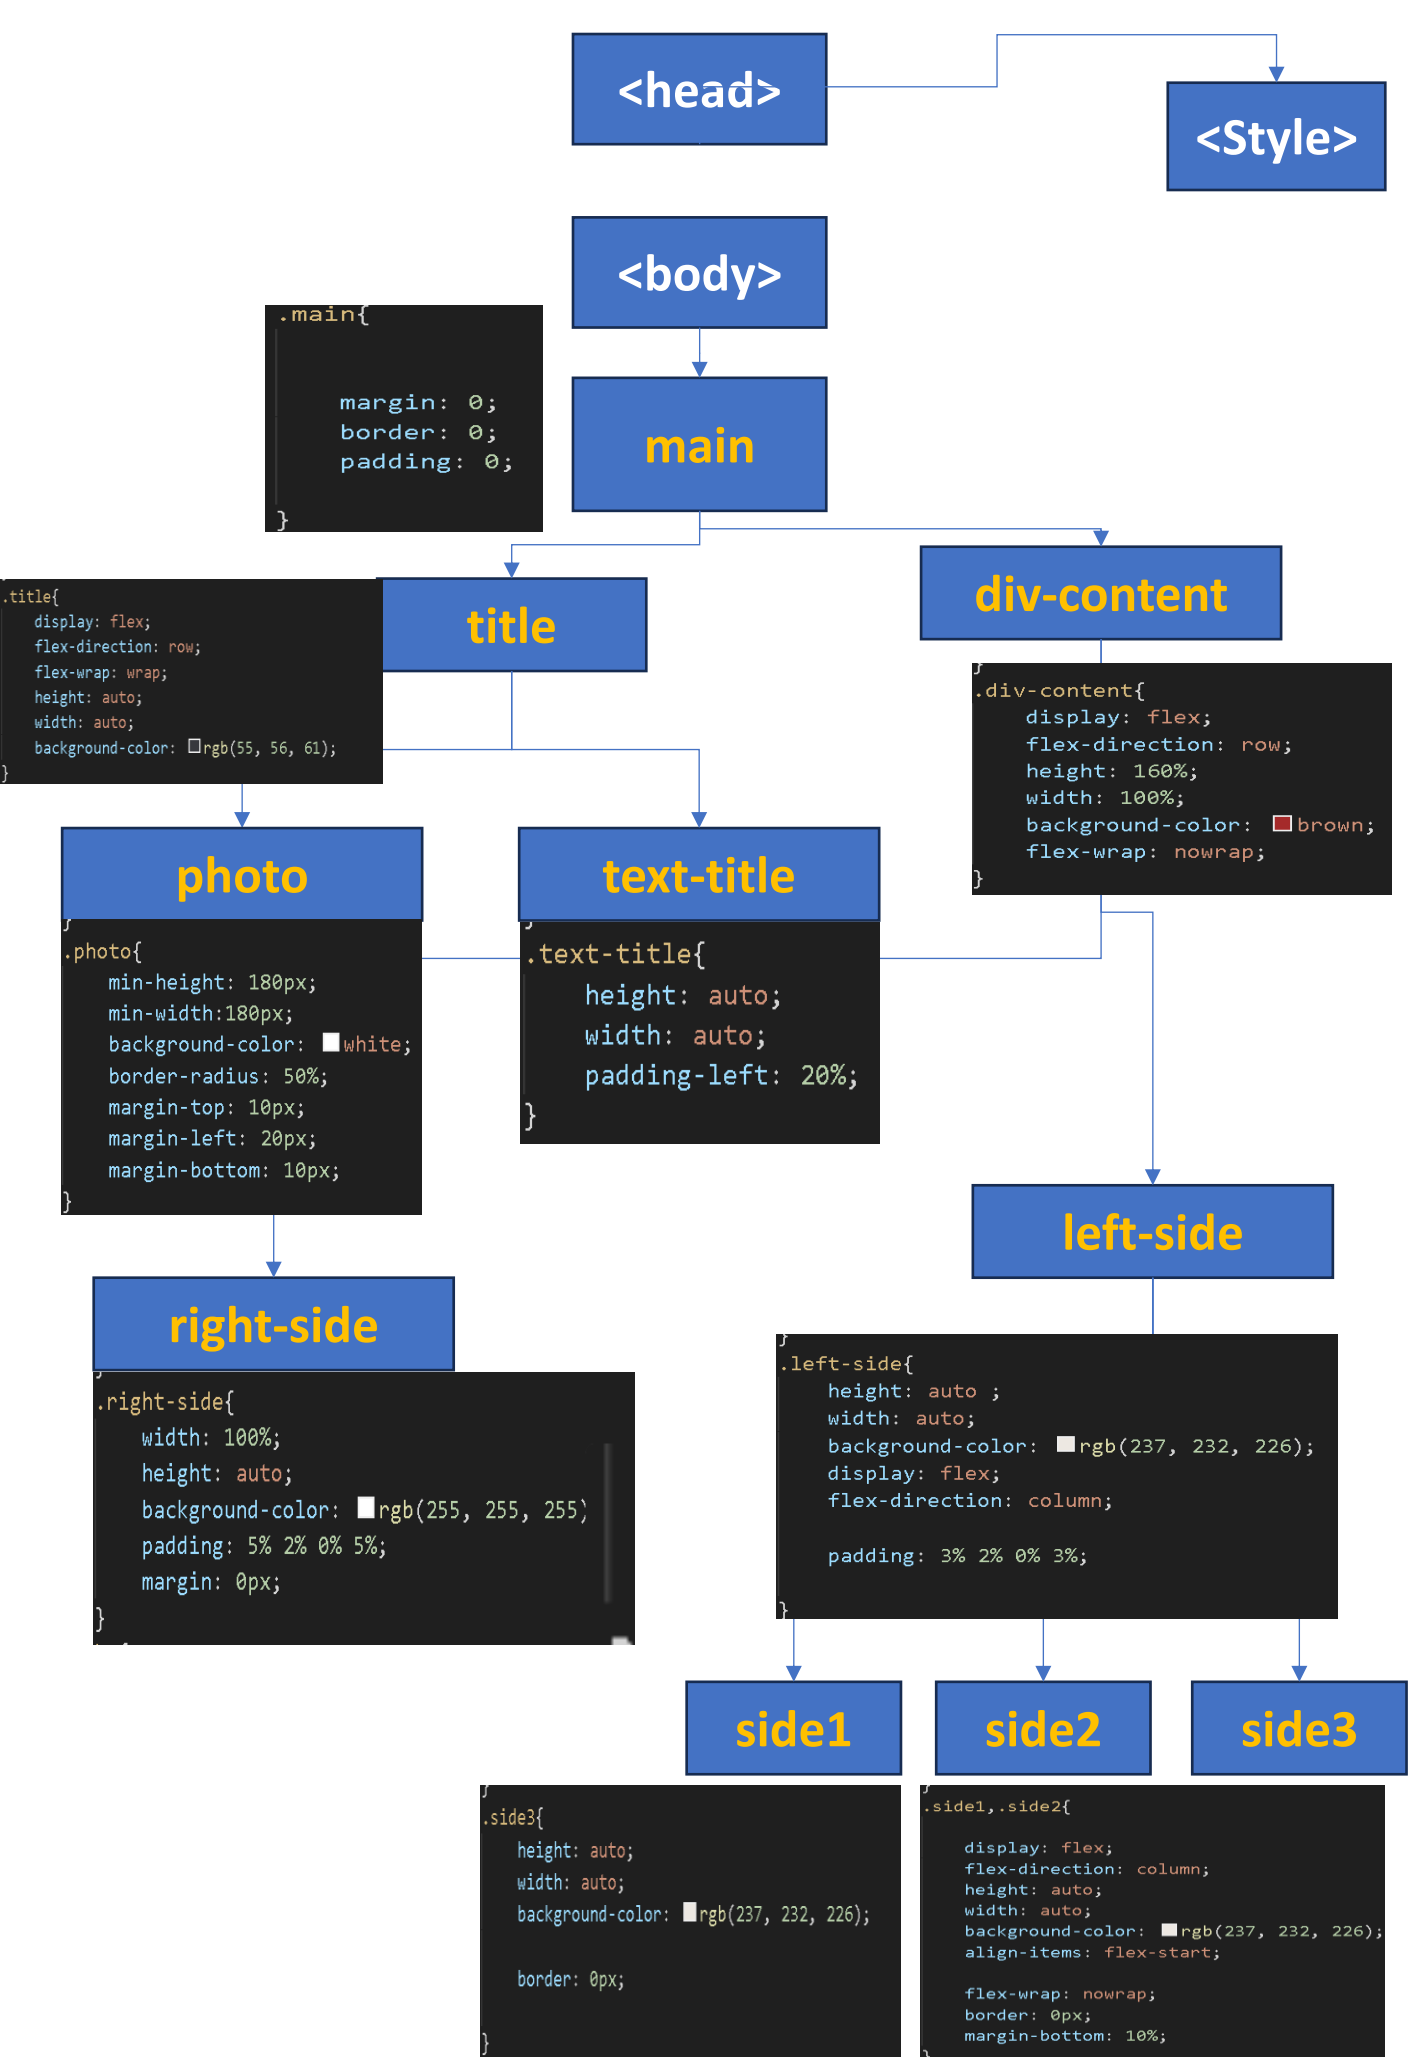 <head>
<Style>
<body>
.main{
margin: 0;
border: 0;
padding: 0;
}
main
title
div-content
.title{
display: flex;
flex-direction: row;
flex-wrap: wrap;
height: auto;
width: auto;
background-color: rgb(55, 56, 61);
}
}
.div-content{
display: flex;
flex-direction: row;
height: 160%;
width: 100%;
background-color: brown;
flex-wrap: nowrap;
}
photo
text-title
}
.photo{
min-height: 180px;
min-width:180px;
background-color: white;
border-radius: 50%;
margin-top: 10px;
margin-left: 20px;
margin-bottom: 10px;
}
}
.text-title{
height: auto;
width: auto;
padding-left: 20%;
}
left-side
right-side
}
.right-side{
width: 100%;
height: auto;
background-color: rgb(255, 255, 255)
padding: 5% 2% 0% 5%;
margin: 0px;
}
}
.left-side{
height: auto ;
width: auto;
background-color: rgb(237, 232, 226);
display: flex;
flex-direction: column;
padding: 3% 2% 0% 3%;
}
side1
side2
side3
}
.side3{
height: auto;
width: auto;
background-color: rgb(237, 232, 226);
border: 0px;
}
}
.side1,.side2{
display: flex;
flex-direction: column;
height: auto;
width: auto;
background-color: rgb(237, 232, 226);
align-items: flex-start;
flex-wrap: nowrap;
border: 0px;
margin-bottom: 10%;
}